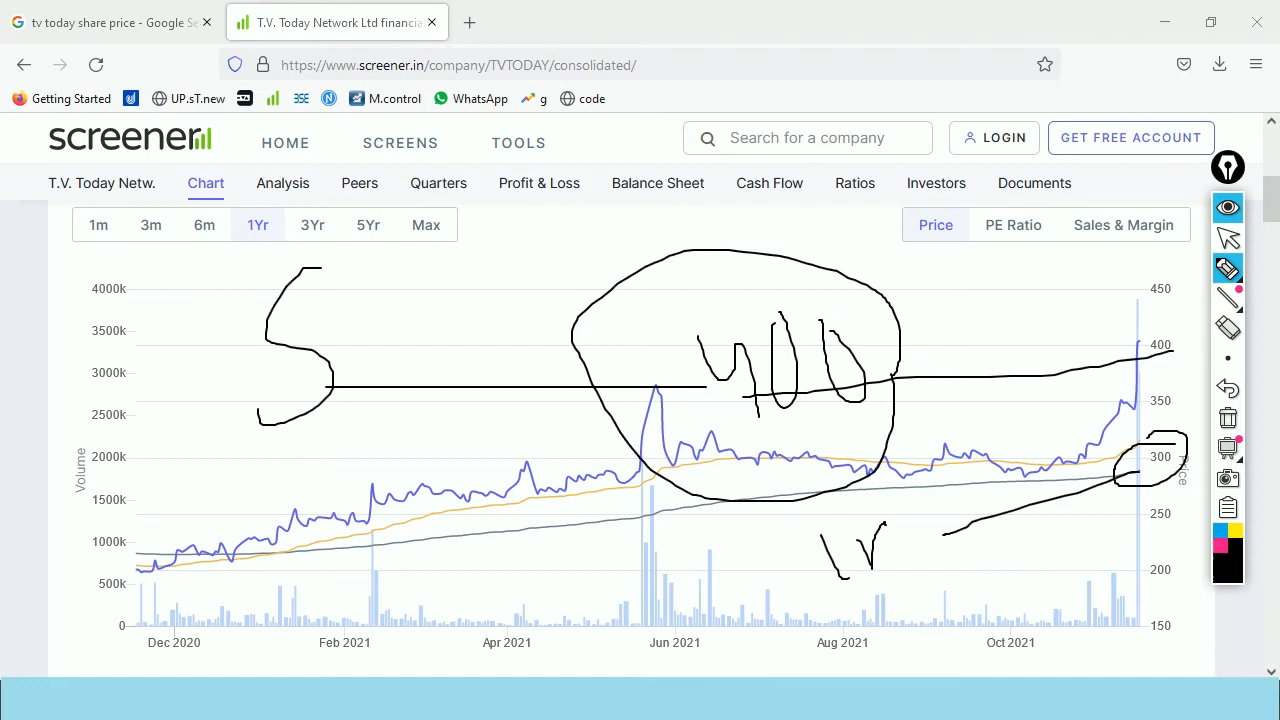 tv today share price - Google Se
T.V. Today Network Ltd financia
https://www.screener.in/company/TVTODAY/consolidated/
Getting Started UP.sT.new M.control WhatsApp g code
screener HOME SCREENS TOOLS Search for a company LOGIN GET FREE ACCOUNT
T.V. Today Netw. Chart Analysis Peers Quarters Profit & Loss Balance Sheet Cash Flow Ratios Investors Documents
1m 3m 6m 1Yr 3Yr 5Yr Max Price PE Ratio Sales & Margin
4000k 450
3500k 400
3000k 350
2500k
2000k 300
1500k 250
1000k 200
500k
0 150
Volume
Price
400
Dec 2020 Feb 2021 Apr 2021 Jun 2021 Aug 2021 Oct 2021